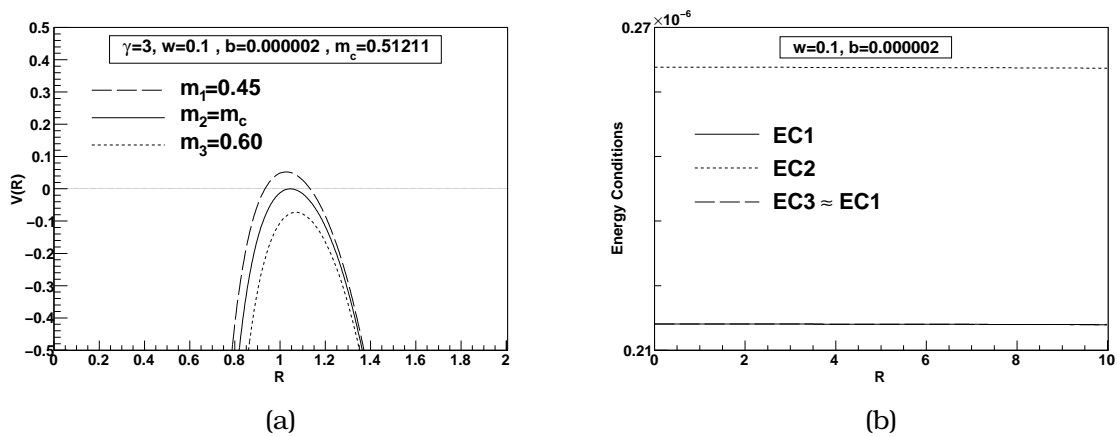 γ=3, w=0.1 , b=0.000002 , m_c=0.51211
m_1=0.45
m_2=m_c
m_3=0.60
V(R)
0.5
0.4
0.3
0.2
0.1
0
−0.1
−0.2
−0.3
−0.4
−0.5
0 0.2 0.4 0.6 0.8 1 1.2 1.4 1.6 1.8 2
R
(a)
×10^−6
0.27
w=0.1, b=0.000002
EC1
EC2
EC3 ≈ EC1
Energy Conditions
0.21
0 2 4 6 8 10
R
(b)